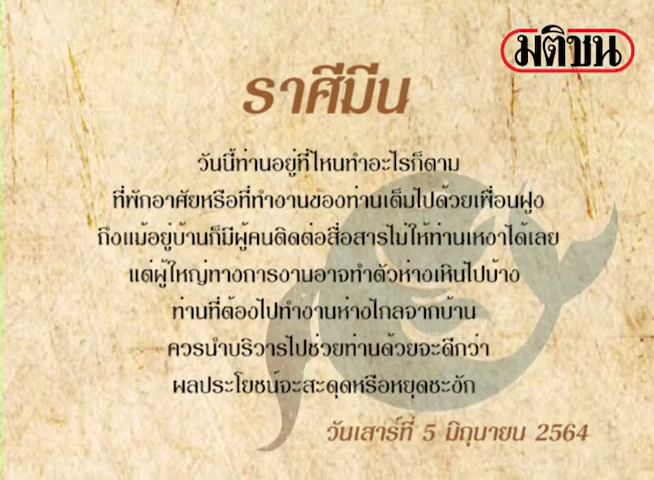 มติชน
ราศีมีน
วันนี้ท่านอยู่ที่ไหนทำอะไรก็ตาม
ที่พักอาศัยหรือที่ทำงานของท่านเต็มไปด้วยเพื่อนฝูง
ถึงแม้อยู่บ้านก็มีผู้คนติดต่อสื่อสารไม่ให้ท่านเหงาได้เลย
แต่ผู้ใหญ่ทางการงานอาจทำตัวห่างเหินไปบ้าง
ท่านที่ต้องไปทำงานห่างไกลจากบ้าน
ควรนำบริวารไปช่วยท่านด้วยจะดีกว่า
ผลประโยชน์จะสะดุดหรือหยุดชะงัก
วันเสาร์ที่ 5 มิถุนายน 2564